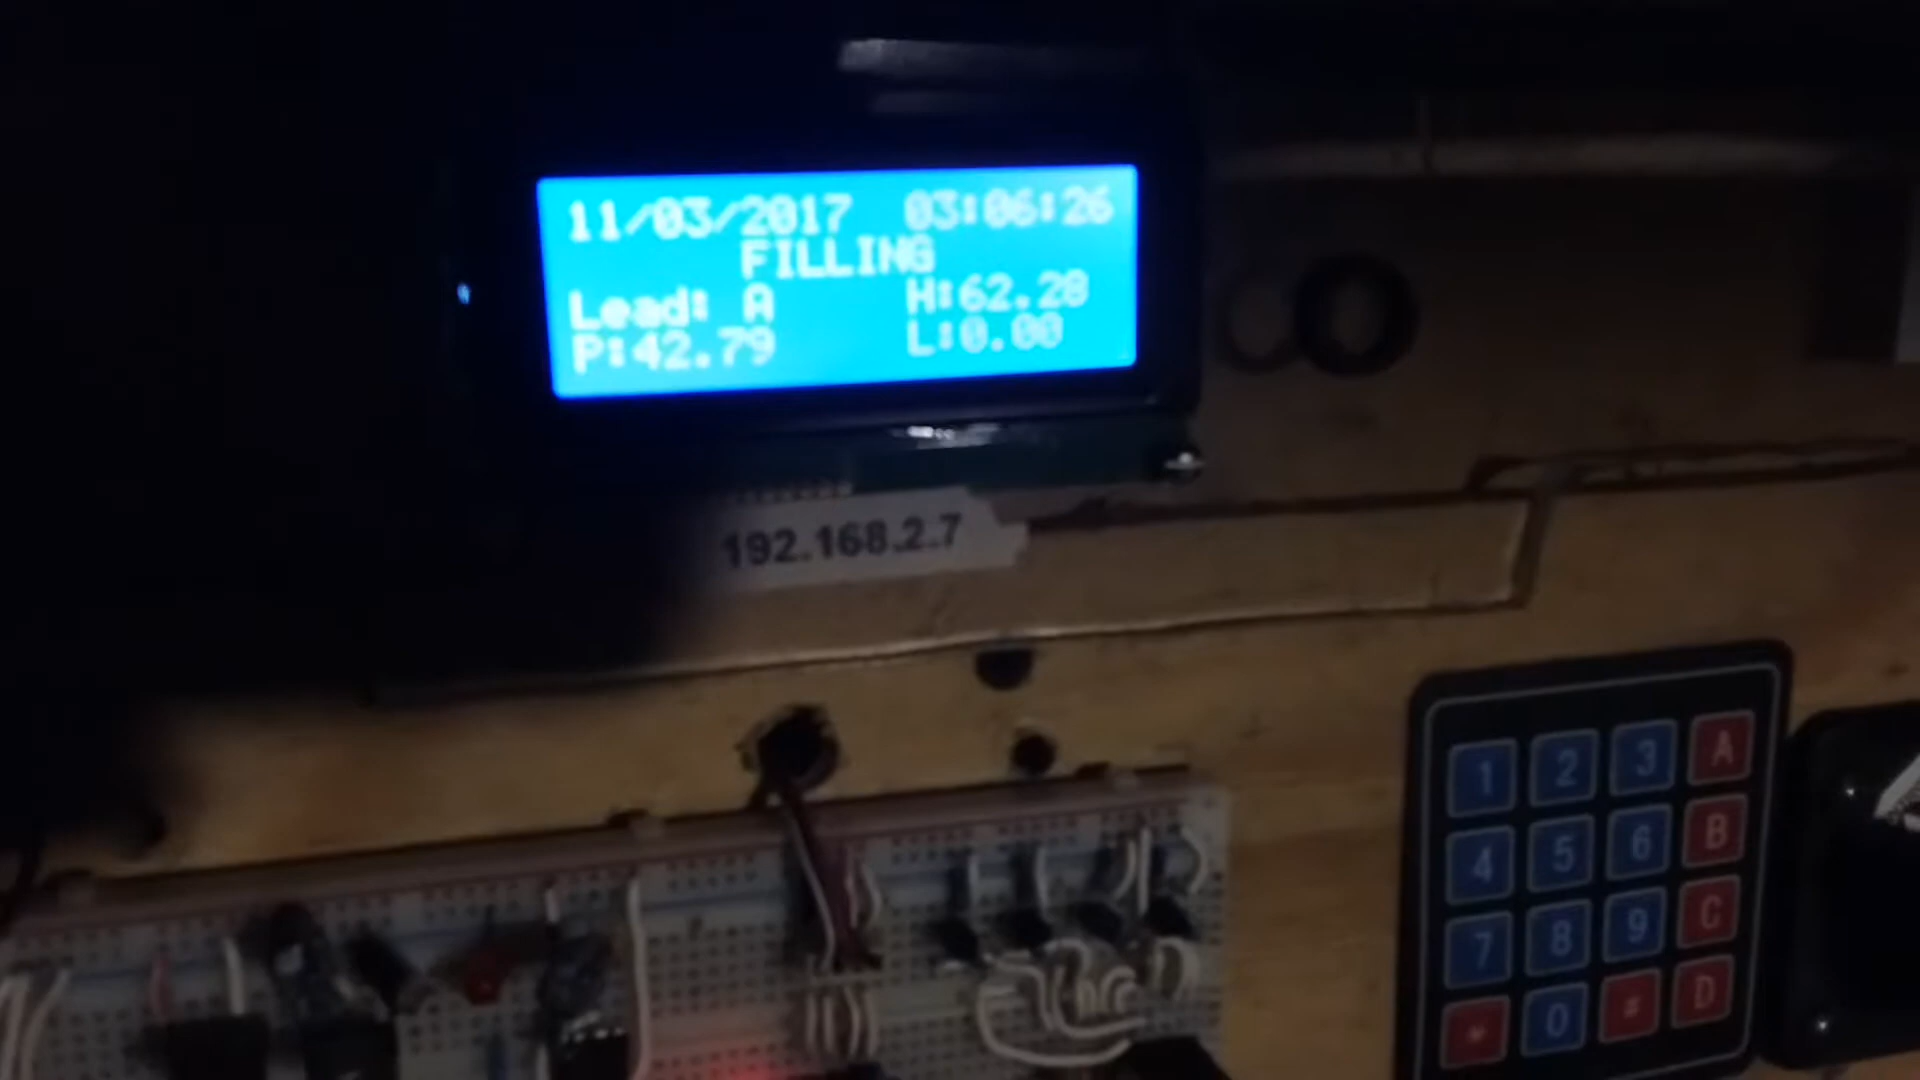 11/03/2017 03:06:26
FILLING
Lead: A H:62.28
P:42.79 L:0.00
192.168.2.7
1 2 3 A
4 5 6 B
7 8 9 C
* 0 # D